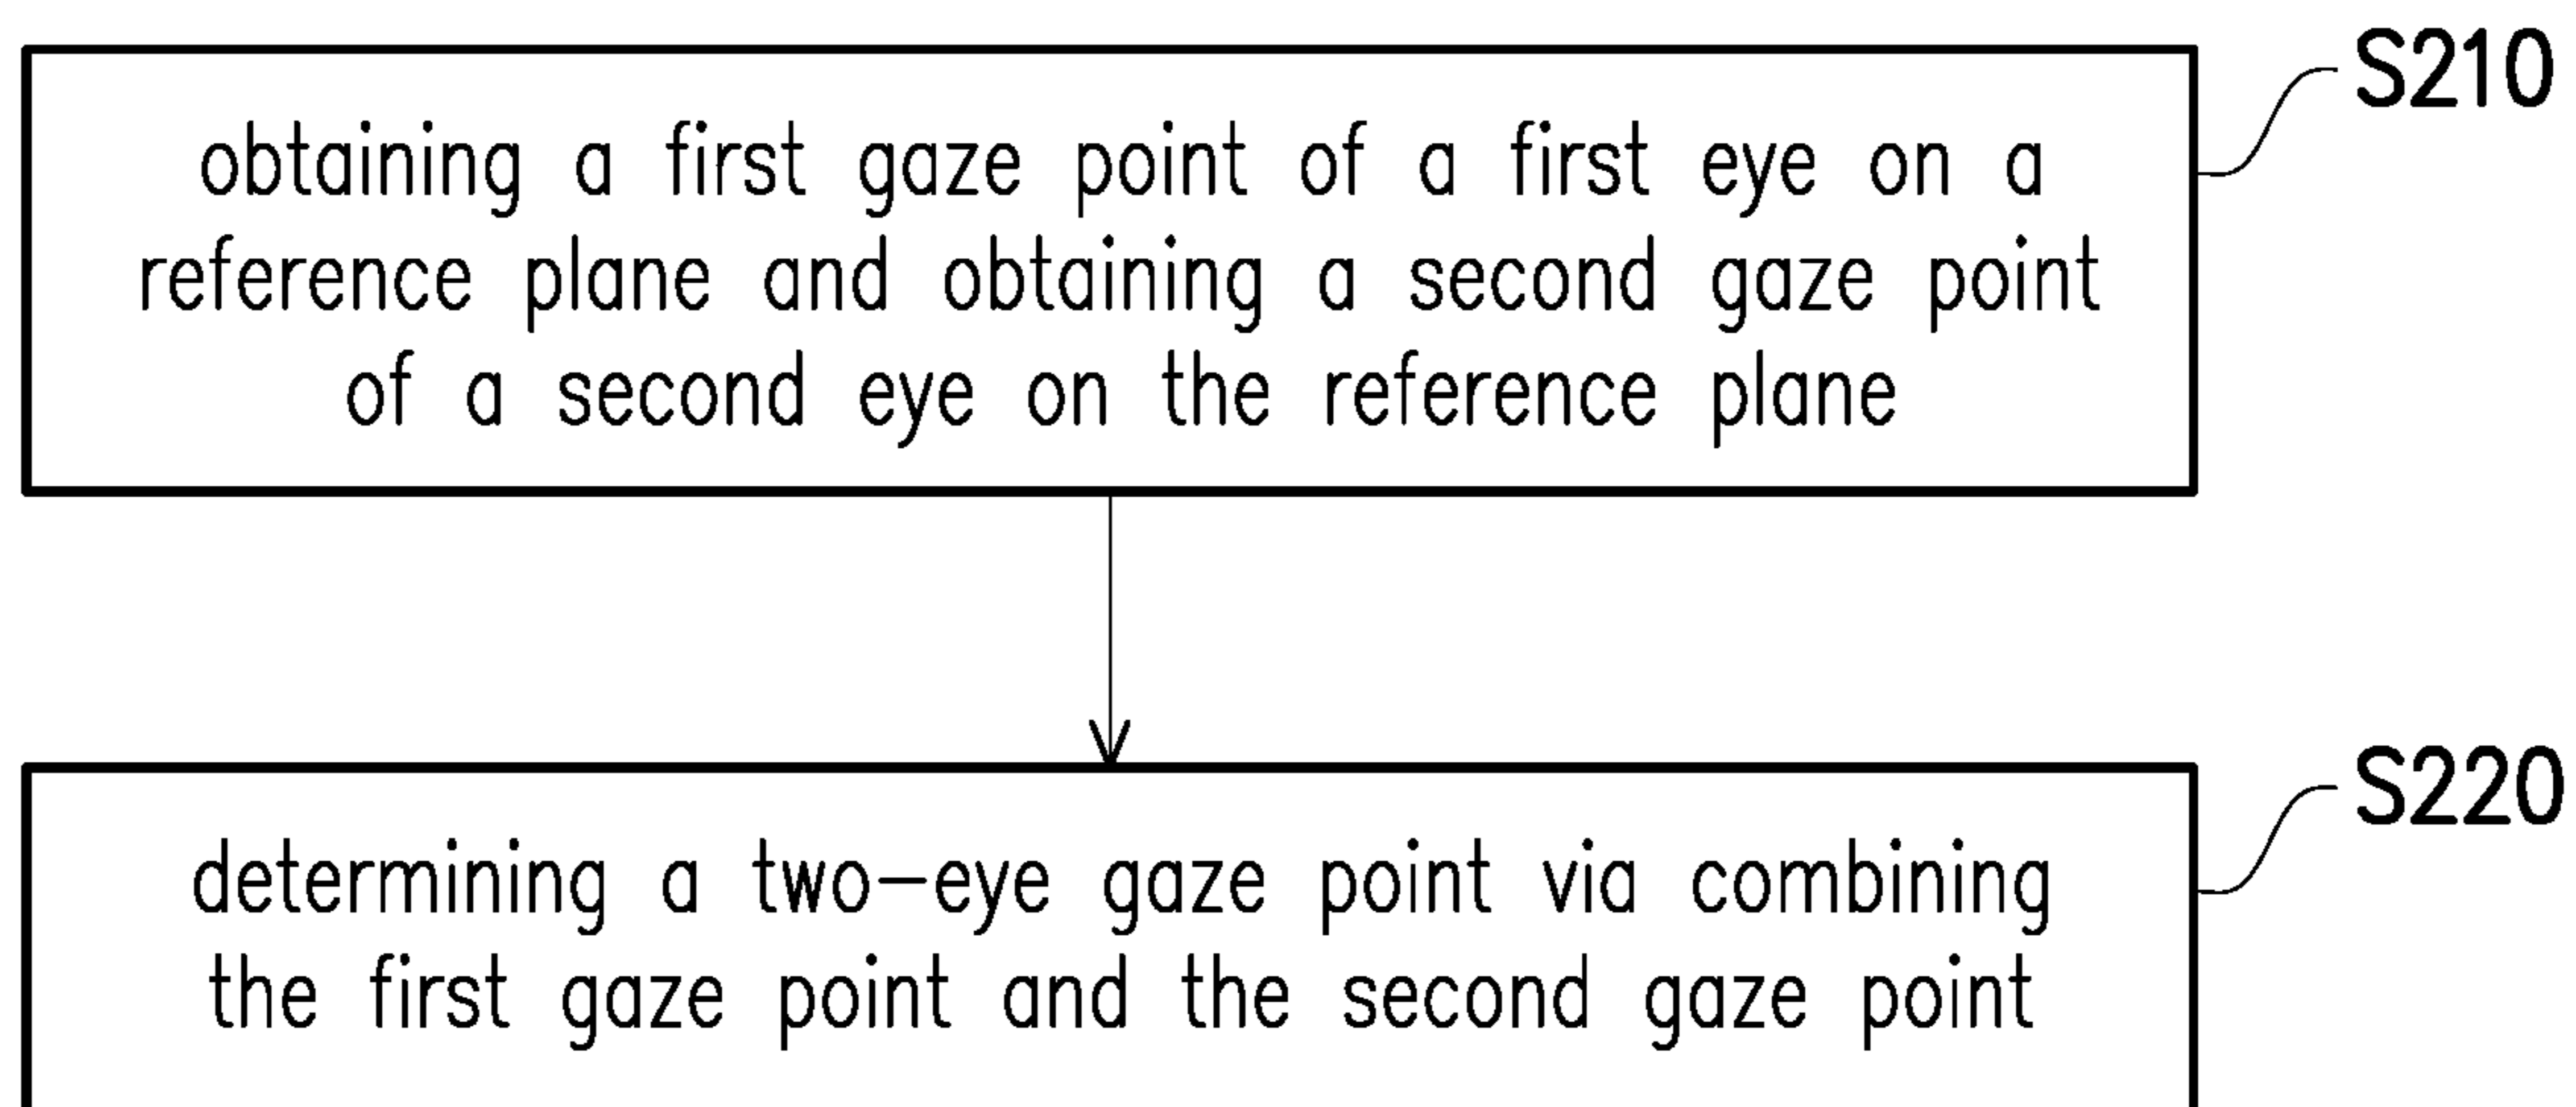 S210
obtaining a first gaze point of a first eye on a
reference plane and obtaining a second gaze point
of a second eye on the reference plane
S220
determining a two-eye gaze point via combining
the first gaze point and the second gaze point